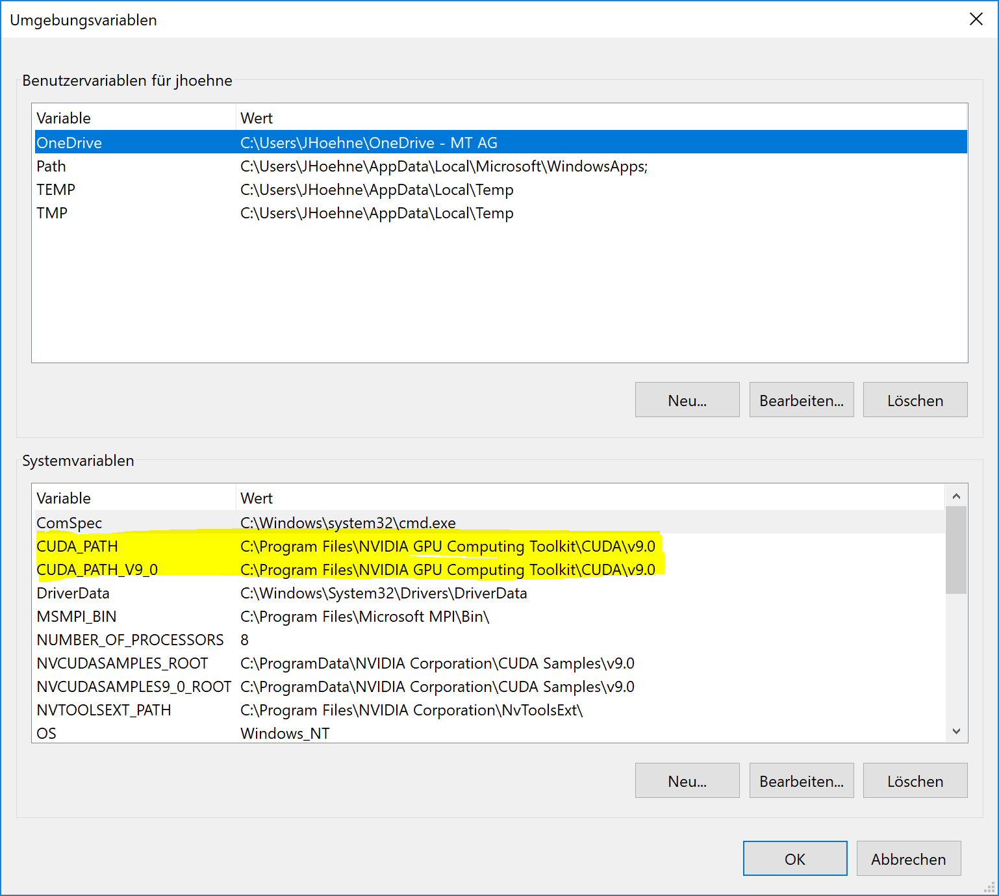 Umgebungsvariablen
Benutzervariablen für jhoehne
Variable Wert
OneDrive C:\Users\JHoehne\OneDrive - MT AG
Path C:\Users\JHoehne\AppData\Local\Microsoft\WindowsApps;
TEMP C:\Users\JHoehne\AppData\Local\Temp
TMP C:\Users\JHoehne\AppData\Local\Temp
Neu... Bearbeiten... Löschen
Systemvariablen
Variable Wert
ComSpec C:\Windows\system32\cmd.exe
CUDA_PATH C:\Program Files\NVIDIA GPU Computing Toolkit\CUDA\v9.0
CUDA_PATH_V9_0 C:\Program Files\NVIDIA GPU Computing Toolkit\CUDA\v9.0
DriverData C:\Windows\System32\Drivers\DriverData
MSMPI_BIN C:\Program Files\Microsoft MPI\Bin\
NUMBER_OF_PROCESSORS 8
NVCUDASAMPLES_ROOT C:\ProgramData\NVIDIA Corporation\CUDA Samples\v9.0
NVCUDASAMPLES9_0_ROOT C:\ProgramData\NVIDIA Corporation\CUDA Samples\v9.0
NVTOOLSEXT_PATH C:\Program Files\NVIDIA Corporation\NvToolsExt\
OS Windows_NT
Neu... Bearbeiten... Löschen
OK Abbrechen